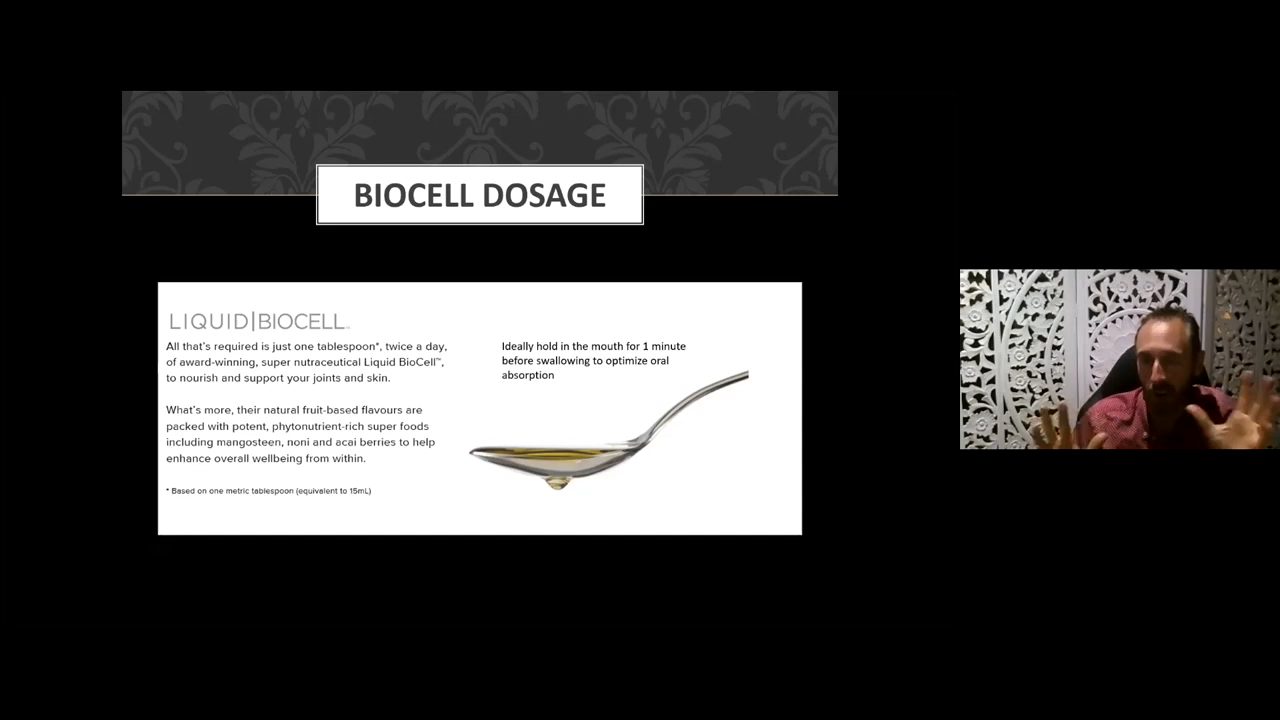 BIOCELL DOSAGE
LIQUID|BIOCELL™
All that's required is just one tablespoon*, twice a day,
of award-winning, super nutraceutical Liquid BioCell™,
to nourish and support your joints and skin.
What's more, their natural fruit-based flavours are
packed with potent, phytonutrient-rich super foods
including mangosteen, noni and acai berries to help
enhance overall wellbeing from within.
* Based on one metric tablespoon (equivalent to 15mL)
Ideally hold in the mouth for 1 minute
before swallowing to optimize oral
absorption